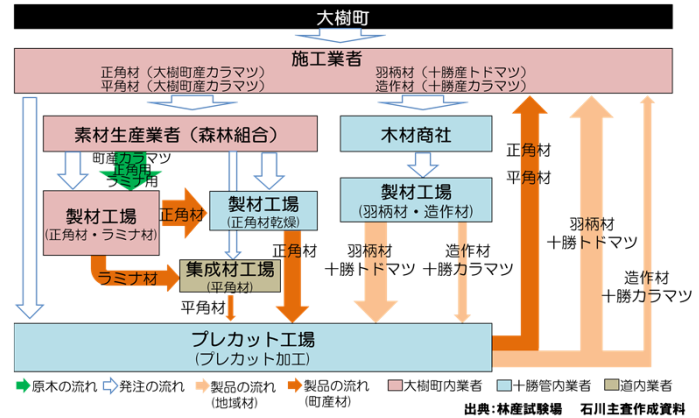 大樹町
施工業者
正角材（大樹町産カラマツ）
平角材（大樹町産カラマツ）
羽柄材（十勝産トドマツ）
造作材（十勝産カラマツ）
素材生産業者（森林組合）
木材商社
町産カラマツ
正角用
ラミナ用
製材工場
(正角材・ラミナ材)
正角材
製材工場
(正角材乾燥)
製材工場
(羽柄材・造作材)
正角材
平角材
ラミナ材
集成材工場
(平角材)
正角材
平角材
羽柄材
十勝トドマツ
造作材
十勝カラマツ
羽柄材
十勝トドマツ
造作材
十勝カラマツ
プレカット工場
(プレカット加工)
原木の流れ
発注の流れ
製品の流れ
(地域材)
製品の流れ
(町産材)
大樹町内業者
十勝管内業者
道内業者
出典：林産試験場　石川主査作成資料